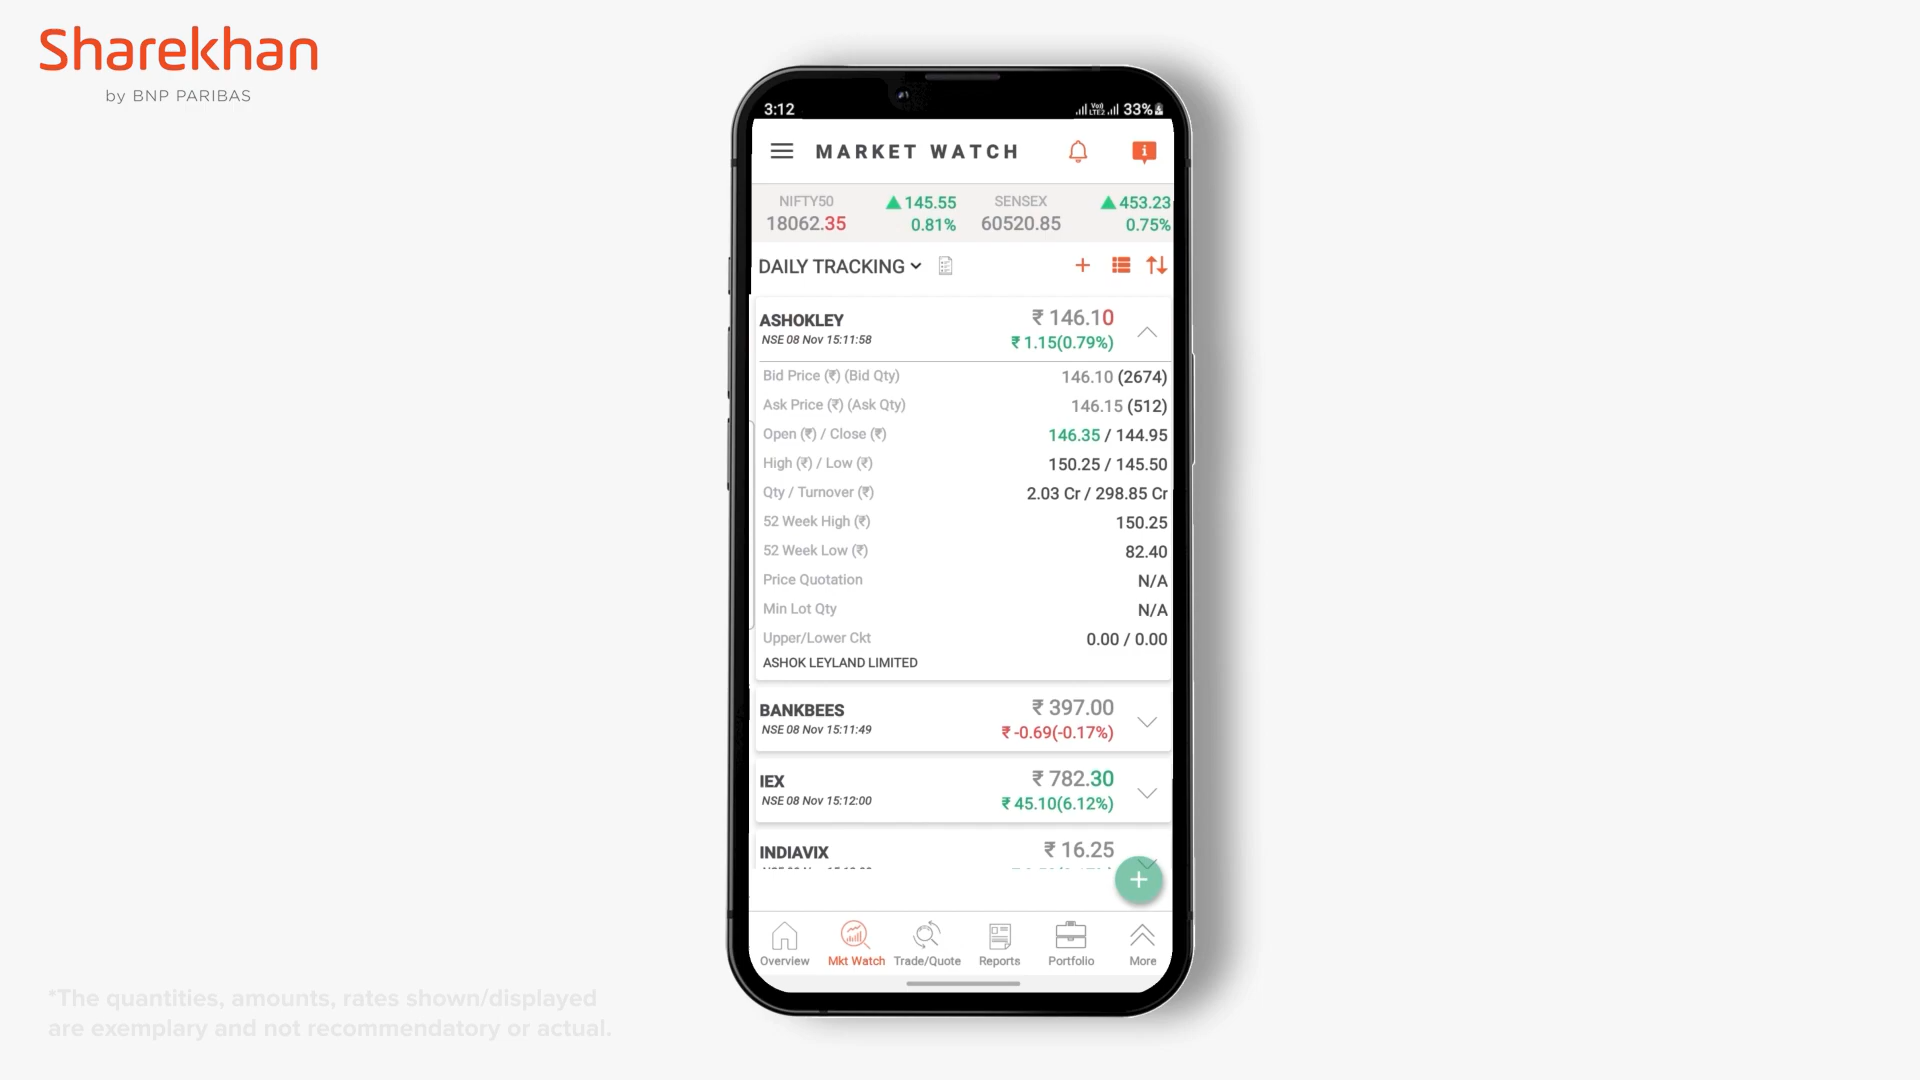 Sharekhan
by BNP PARIBAS
3:12
33%
MARKET WATCH
NIFTY50 ▲145.55 SENSEX ▲453.23
18062.35 0.81% 60520.85 0.75%
DAILY TRACKING
ASHOKLEY ₹ 146.10
NSE 08 Nov 15:11:58 ₹ 1.15(0.79%)
Bid Price (₹) (Bid Qty) 146.10 (2674)
Ask Price (₹) (Ask Qty) 146.15 (512)
Open (₹) / Close (₹) 146.35 / 144.95
High (₹) / Low (₹) 150.25 / 145.50
Qty / Turnover (₹) 2.03 Cr / 298.85 Cr
52 Week High (₹) 150.25
52 Week Low (₹) 82.40
Price Quotation N/A
Min Lot Qty N/A
Upper/Lower Ckt 0.00 / 0.00
ASHOK LEYLAND LIMITED
BANKBEES ₹ 397.00
NSE 08 Nov 15:11:49 ₹ -0.69(-0.17%)
IEX ₹ 782.30
NSE 08 Nov 15:12:00 ₹ 45.10(6.12%)
INDIAVIX ₹ 16.25
Overview Mkt Watch Trade/Quote Reports Portfolio More
*The quantities, amounts, rates shown/displayed
are exemplary and not recommendatory or actual.